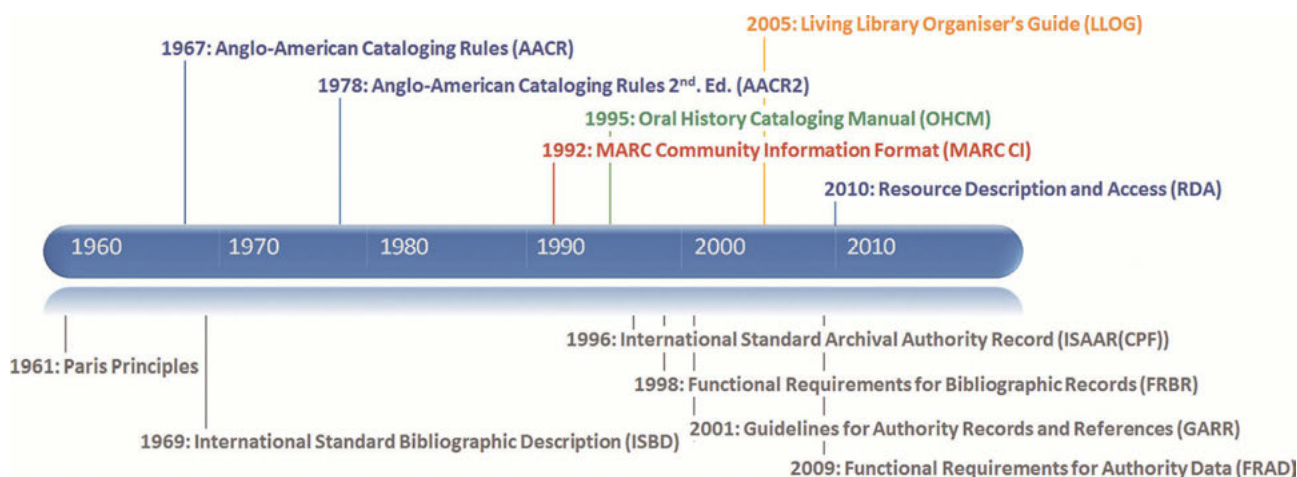 2005: Living Library Organiser's Guide (LLOG)
1967: Anglo-American Cataloging Rules (AACR)
1978: Anglo-American Cataloging Rules 2nd. Ed. (AACR2)
1995: Oral History Cataloging Manual (OHCM)
1992: MARC Community Information Format (MARC CI)
2010: Resource Description and Access (RDA)
1960 1970 1980 1990 2000 2010
1996: International Standard Archival Authority Record (ISAAR(CPF))
1961: Paris Principles
1998: Functional Requirements for Bibliographic Records (FRBR)
2001: Guidelines for Authority Records and References (GARR)
1969: International Standard Bibliographic Description (ISBD)
2009: Functional Requirements for Authority Data (FRAD)